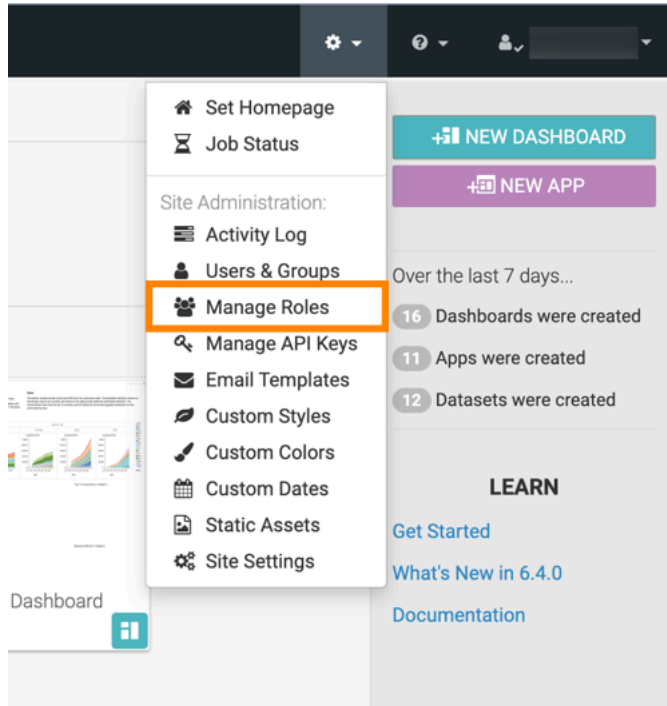 Set Homepage
Job Status
Site Administration:
Activity Log
Users & Groups
Manage Roles
Manage API Keys
Email Templates
Custom Styles
Custom Colors
Custom Dates
Static Assets
Site Settings
NEW DASHBOARD
NEW APP
Over the last 7 days...
16 Dashboards were created
11 Apps were created
12 Datasets were created
LEARN
Get Started
What's New in 6.4.0
Documentation
Dashboard